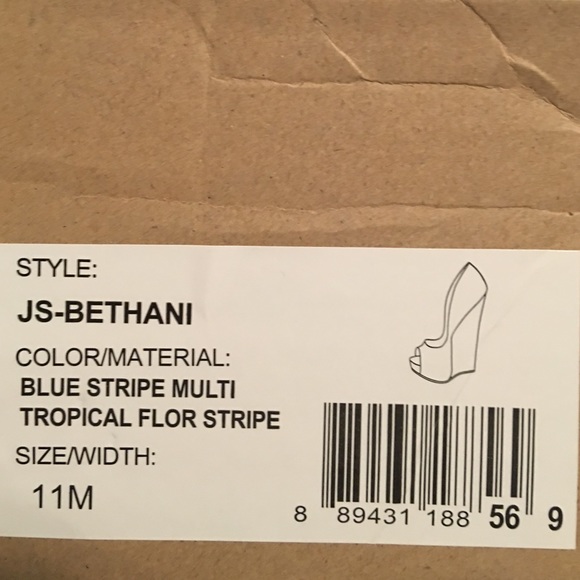 STYLE:
JS-BETHANI
COLOR/MATERIAL:
BLUE STRIPE MULTI
TROPICAL FLOR STRIPE
SIZE/WIDTH:
11M
8 89431 188 56 9